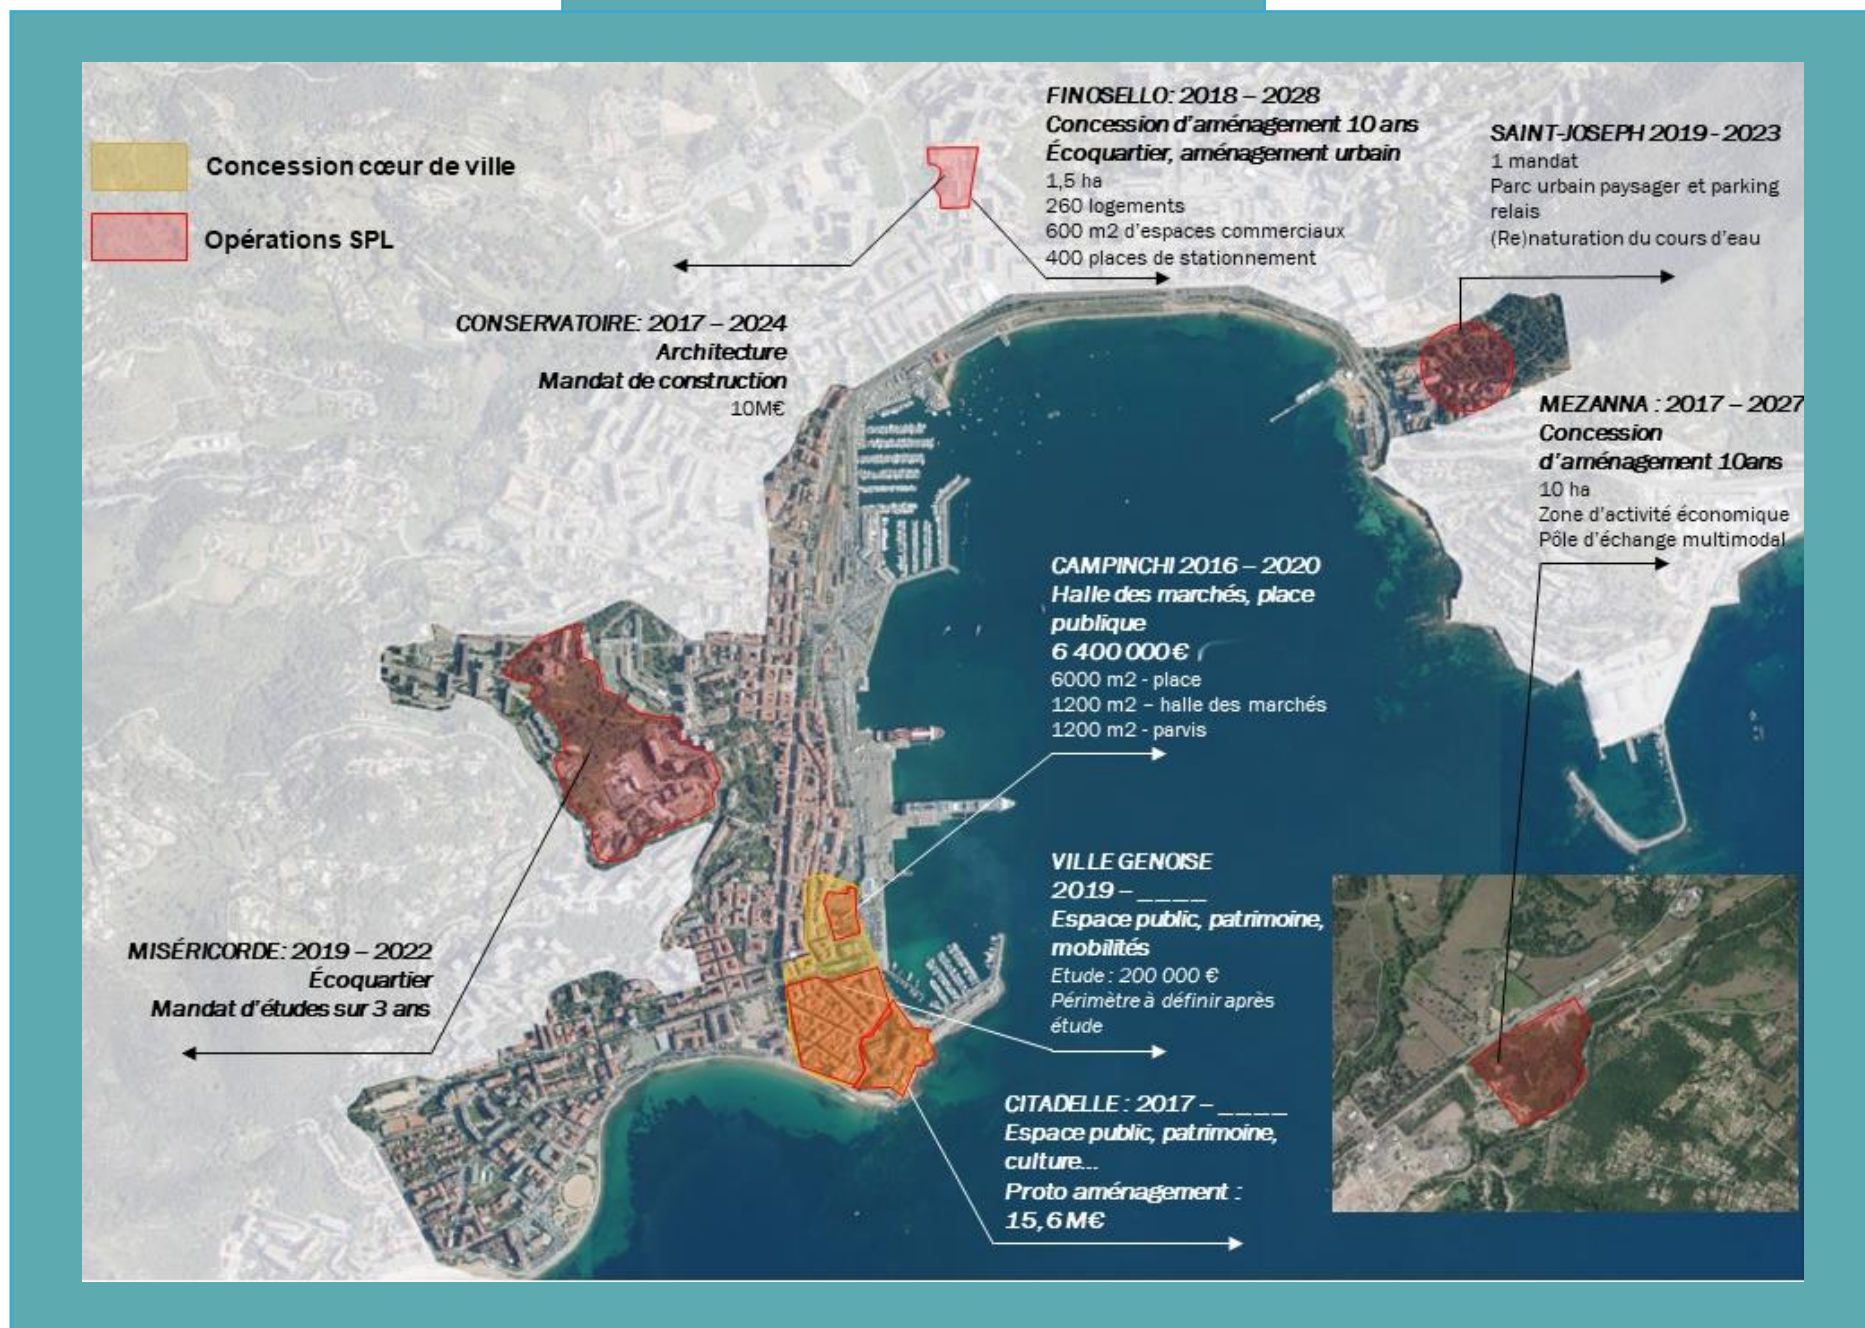 Concession cœur de ville
Opérations SPL
FINOSELLO: 2018 – 2028
Concession d'aménagement 10 ans
Écoquartier, aménagement urbain
1,5 ha
260 logements
600 m2 d'espaces commerciaux
400 places de stationnement
SAINT-JOSEPH 2019 - 2023
1 mandat
Parc urbain paysager et parking
relais
(Re)naturation du cours d'eau
CONSERVATOIRE: 2017 – 2024
Architecture
Mandat de construction
10M€
MEZANNA : 2017 – 2027
Concession
d'aménagement 10ans
10 ha
Zone d'activité économique
Pôle d'échange multimodal
CAMPINCHI 2016 – 2020
Halle des marchés, place
publique
6 400 000 €
6000 m2 - place
1200 m2 – halle des marchés
1200 m2 - parvis
VILLE GENOISE
2019 – _ _ _ _
Espace public, patrimoine,
mobilités
Etude : 200 000 €
Périmètre à définir après
étude
MISÉRICORDE: 2019 – 2022
Écoquartier
Mandat d'études sur 3 ans
CITADELLE : 2017 – _ _ _ _
Espace public, patrimoine,
culture...
Proto aménagement :
15,6 M€